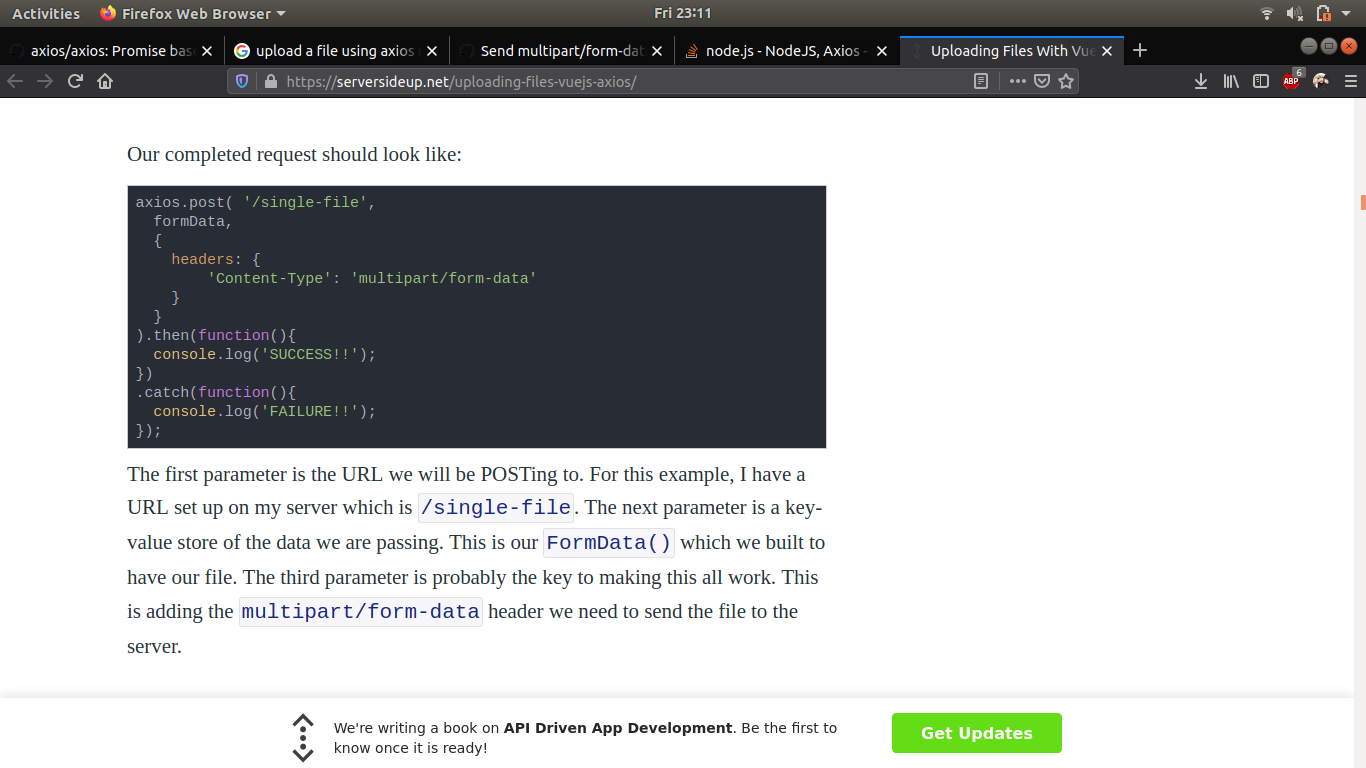 Activities Firefox Web Browser Fri 23:11
axios/axios: Promise bas upload a file using axios Send multipart/form-dat node.js - NodeJS, Axios - Uploading Files With Vue
https://serversideup.net/uploading-files-vuejs-axios/ ABP 6
Our completed request should look like:
axios.post( '/single-file',
  formData,
  {
    headers: {
        'Content-Type': 'multipart/form-data'
    }
  }
).then(function(){
  console.log('SUCCESS!!');
})
.catch(function(){
  console.log('FAILURE!!');
});
The first parameter is the URL we will be POSTing to. For this example, I have a
URL set up on my server which is /single-file. The next parameter is a key-
value store of the data we are passing. This is our FormData() which we built to
have our file. The third parameter is probably the key to making this all work. This
is adding the multipart/form-data header we need to send the file to the
server.
We're writing a book on API Driven App Development. Be the first to
know once it is ready!
Get Updates